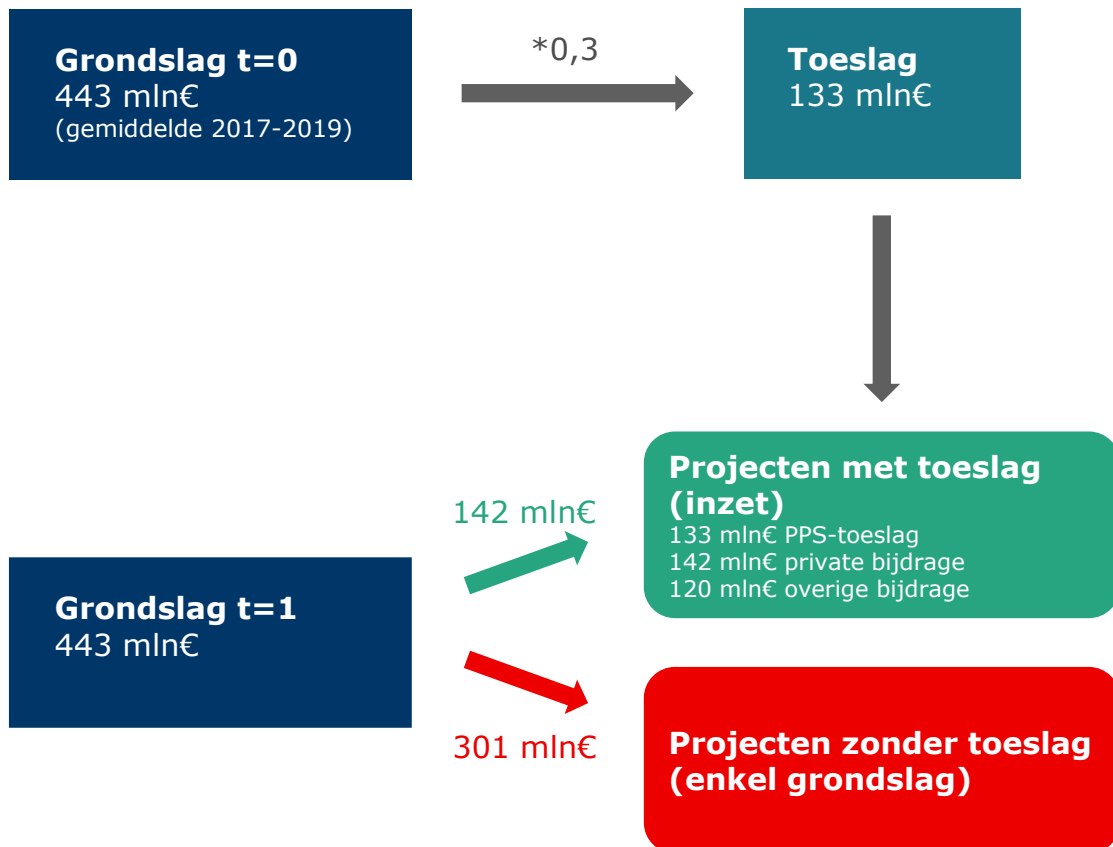 Grondslag t=0
443 mln€
(gemiddelde 2017-2019)
*0,3
Toeslag
133 mln€
Projecten met toeslag
(inzet)
133 mln€ PPS-toeslag
142 mln€ private bijdrage
120 mln€ overige bijdrage
142 mln€
Grondslag t=1
443 mln€
301 mln€
Projecten zonder toeslag
(enkel grondslag)